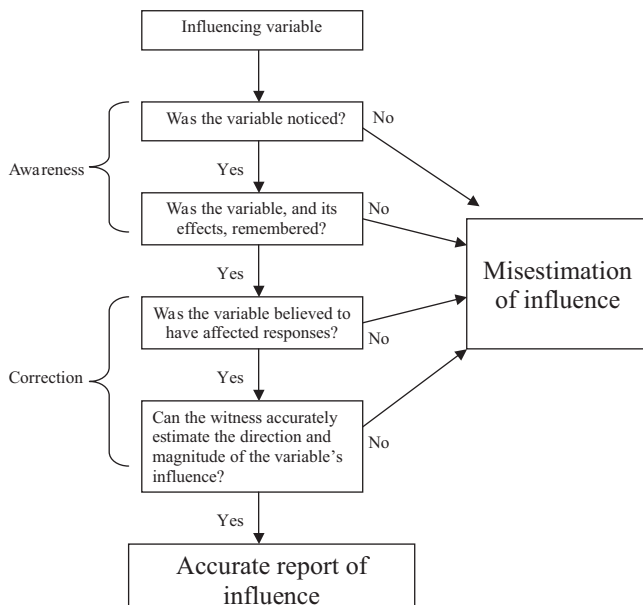 Influencing variable
Was the variable noticed?
No
Awareness
Yes
Was the variable, and its
effects, remembered?
No
Yes
Misestimation
of influence
Was the variable believed to
have affected responses?
No
Correction
Yes
Can the witness accurately
estimate the direction and
magnitude of the variable's
influence?
No
Yes
Accurate report of
influence